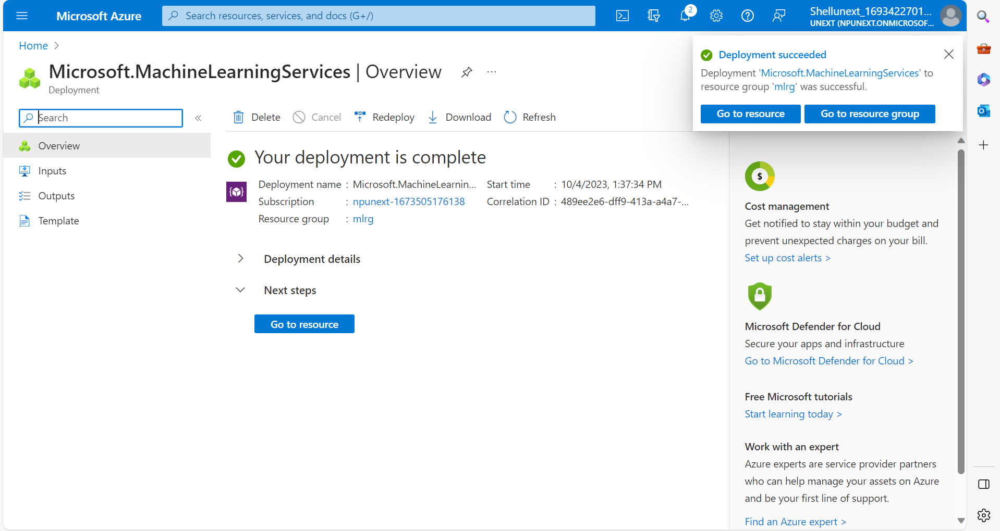 Microsoft Azure
Search resources, services, and docs (G+/)
2
Shellunext_1693422701...
UNEXT (NPUNEXT.ONMICROSOF...
Home
Microsoft.MachineLearningServices | Overview
...
Deployment
Deployment succeeded
Deployment 'Microsoft.MachineLearningServices' to
resource group 'mlrg' was successful.
Go to resource
Go to resource group
Search
«
Overview
Inputs
Outputs
Template
Delete
Cancel
Redeploy
Download
Refresh
Your deployment is complete
Deployment name : Microsoft.MachineLearnin...
Subscription : npunext-1673505176138
Resource group : mlrg
Start time : 10/4/2023, 1:37:34 PM
Correlation ID : 489ee2e6-dff9-413a-a4a7-...
Deployment details
Next steps
Go to resource
$
Cost management
Get notified to stay within your budget and
prevent unexpected charges on your bill.
Set up cost alerts >
Microsoft Defender for Cloud
Secure your apps and infrastructure
Go to Microsoft Defender for Cloud >
Free Microsoft tutorials
Start learning today >
Work with an expert
Azure experts are service provider partners
who can help manage your assets on Azure
and be your first line of support.
Find an Azure expert >